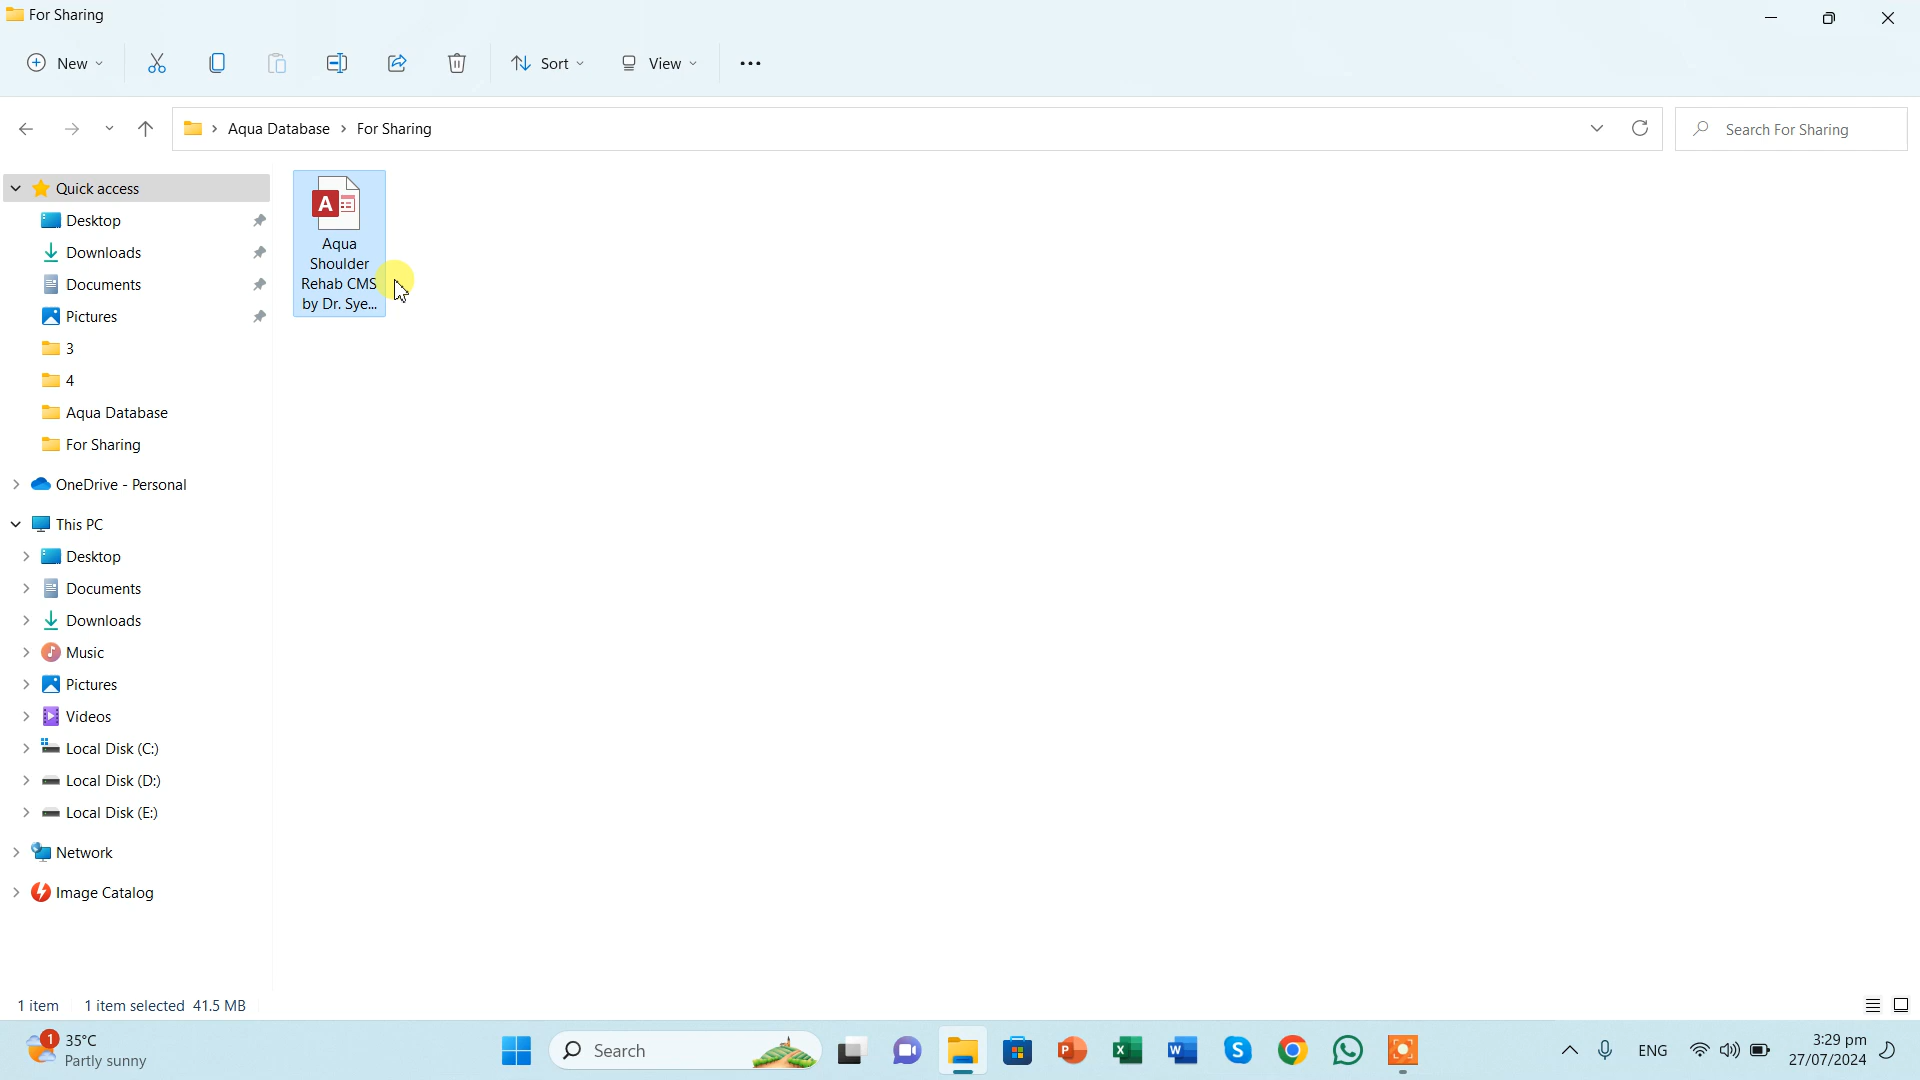 For Sharing
New
Sort
View
Aqua Database
For Sharing
Search For Sharing
Quick access
Desktop
Downloads
Documents
Pictures
3
4
Aqua Database
For Sharing
OneDrive - Personal
This PC
Desktop
Documents
Downloads
Music
Pictures
Videos
Local Disk (C:)
Local Disk (D:)
Local Disk (E:)
Network
Image Catalog
A
Aqua
Shoulder
Rehab CMS
by Dr. Sye...
1 item 1 item selected 41.5 MB
1
35°C
Partly sunny
Search
P
X
W
S
ENG
3:29 pm
27/07/2024